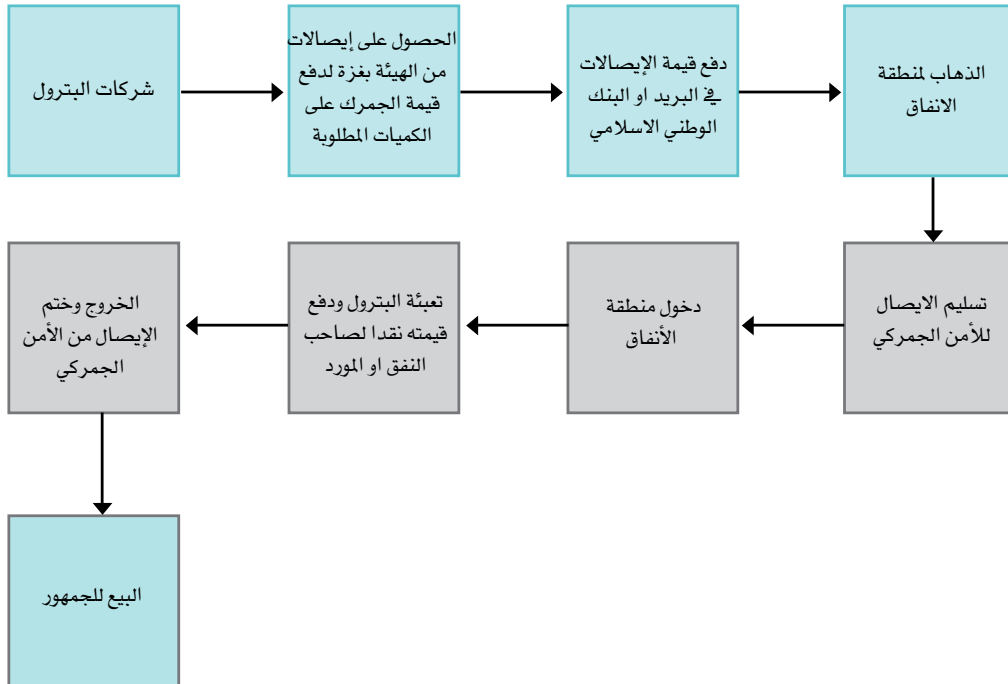 شركات البترول
الحصول على إيصالات
من الهيئة بغزة لدفع
قيمة الجمرك على
الكميات المطلوبة
دفع قيمة الإيصالات
في البريد او البنك
الوطني الاسلامي
الذهاب لمنطقة
الانفاق
تسليم الايصال
للأمن الجمركي
دخول منطقة
الأنفاق
تعبئة البترول ودفع
قيمته نقدا لصاحب
النفق او المورد
الخروج وختم
الإيصال من الأمن
الجمركي
البيع للجمهور